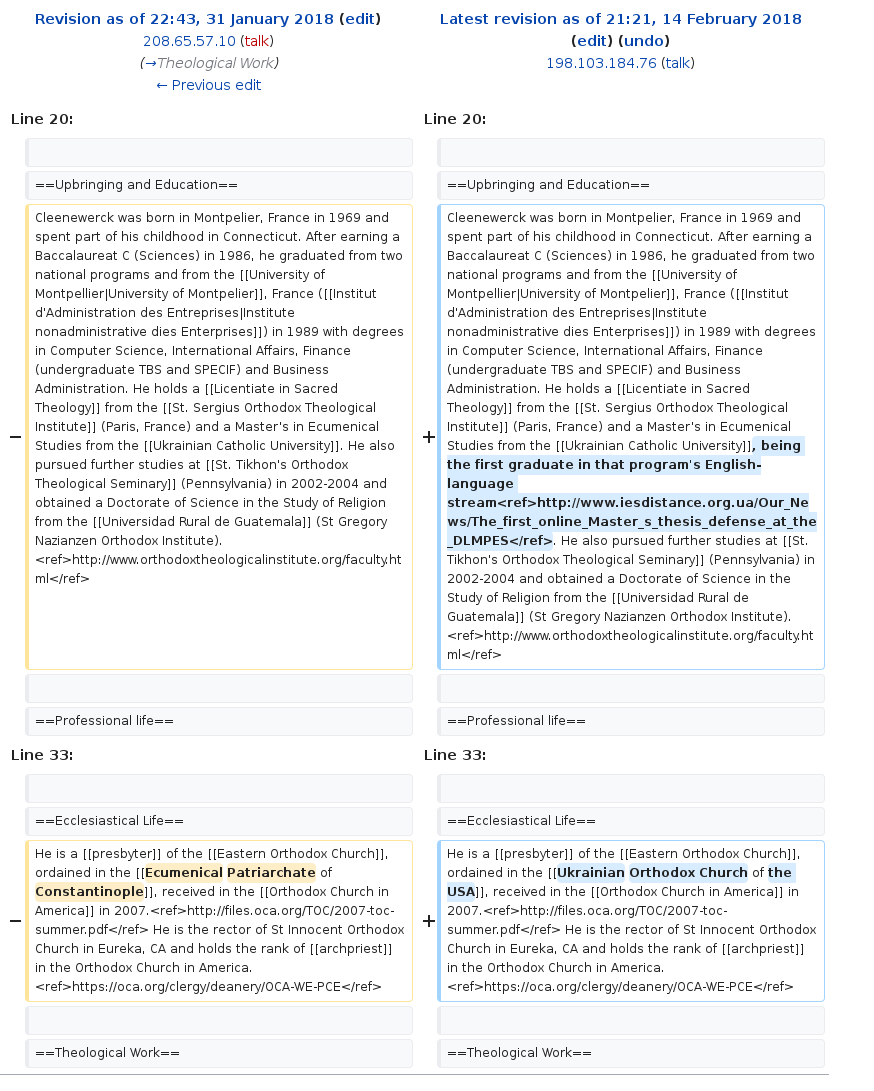 Revision as of 22:43, 31 January 2018 (edit)
208.65.57.10 (talk)
(→Theological Work)
← Previous edit
Latest revision as of 21:21, 14 February 2018
(edit) (undo)
198.103.184.76 (talk)
Line 20:
Line 20:
==Upbringing and Education==
==Upbringing and Education==
−
Cleenewerck was born in Montpelier, France in 1969 and
spent part of his childhood in Connecticut. After earning a
Baccalaureat C (Sciences) in 1986, he graduated from two
national programs and from the [[University of
Montpellier|University of Montpelier]], France ([[Institut
d'Administration des Entreprises|Institute
nonadministrative dies Enterprises]]) in 1989 with degrees
in Computer Science, International Affairs, Finance
(undergraduate TBS and SPECIF) and Business
Administration. He holds a [[Licentiate in Sacred
Theology]] from the [[St. Sergius Orthodox Theological
Institute]] (Paris, France) and a Master's in Ecumenical
Studies from the [[Ukrainian Catholic University]]. He also
pursued further studies at [[St. Tikhon's Orthodox
Theological Seminary]] (Pennsylvania) in 2002-2004 and
obtained a Doctorate of Science in the Study of Religion
from the [[Universidad Rural de Guatemala]] (St Gregory
Nazianzen Orthodox Institute).
<ref>http://www.orthodoxtheologicalinstitute.org/faculty.ht
ml</ref>
+
Cleenewerck was born in Montpelier, France in 1969 and
spent part of his childhood in Connecticut. After earning a
Baccalaureat C (Sciences) in 1986, he graduated from two
national programs and from the [[University of
Montpellier|University of Montpelier]], France ([[Institut
d'Administration des Entreprises|Institute
nonadministrative dies Enterprises]]) in 1989 with degrees
in Computer Science, International Affairs, Finance
(undergraduate TBS and SPECIF) and Business
Administration. He holds a [[Licentiate in Sacred
Theology]] from the [[St. Sergius Orthodox Theological
Institute]] (Paris, France) and a Master's in Ecumenical
Studies from the [[Ukrainian Catholic University]], being
the first graduate in that program's English-
language
stream<ref>http://www.iesdistance.org.ua/Our_Ne
ws/The_first_online_Master_s_thesis_defense_at_the
_DLMPES</ref>. He also pursued further studies at [[St.
Tikhon's Orthodox Theological Seminary]] (Pennsylvania) in
2002-2004 and obtained a Doctorate of Science in the
Study of Religion from the [[Universidad Rural de
Guatemala]] (St Gregory Nazianzen Orthodox Institute).
<ref>http://www.orthodoxtheologicalinstitute.org/faculty.ht
ml</ref>
==Professional life==
==Professional life==
Line 33:
Line 33:
==Ecclesiastical Life==
==Ecclesiastical Life==
−
He is a [[presbyter]] of the [[Eastern Orthodox Church]],
ordained in the [[Ecumenical Patriarchate of
Constantinople]], received in the [[Orthodox Church in
America]] in 2007.<ref>http://files.oca.org/TOC/2007-toc-
summer.pdf</ref> He is the rector of St Innocent Orthodox
Church in Eureka, CA and holds the rank of [[archpriest]]
in the Orthodox Church in America.
<ref>https://oca.org/clergy/deanery/OCA-WE-PCE</ref>
+
He is a [[presbyter]] of the [[Eastern Orthodox Church]],
ordained in the [[Ukrainian Orthodox Church of the
USA]], received in the [[Orthodox Church in America]] in
2007.<ref>http://files.oca.org/TOC/2007-toc-
summer.pdf</ref> He is the rector of St Innocent Orthodox
Church in Eureka, CA and holds the rank of [[archpriest]]
in the Orthodox Church in America.
<ref>https://oca.org/clergy/deanery/OCA-WE-PCE</ref>
==Theological Work==
==Theological Work==